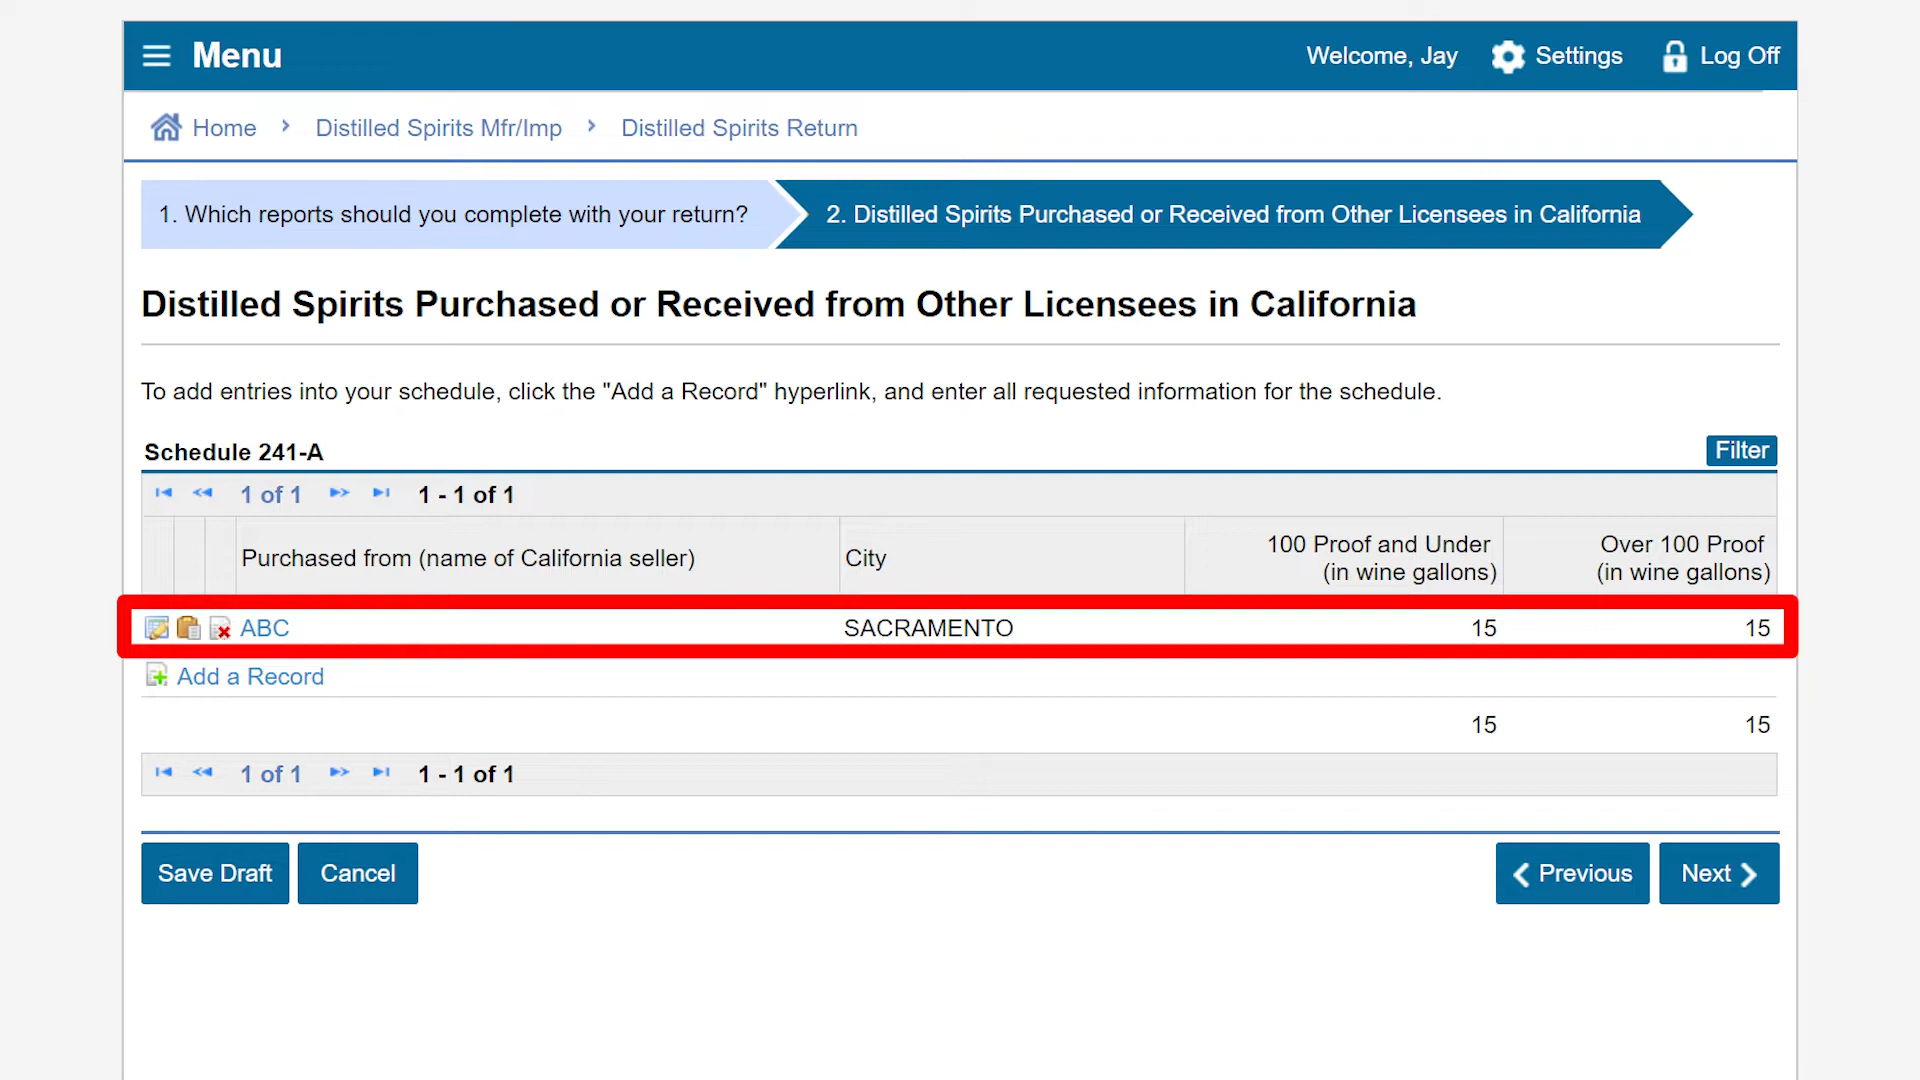 Menu
Welcome, Jay
Settings
Log Off
Home
Distilled Spirits Mfr/Imp
Distilled Spirits Return
1. Which reports should you complete with your return?
2. Distilled Spirits Purchased or Received from Other Licensees in California
Distilled Spirits Purchased or Received from Other Licensees in California
To add entries into your schedule, click the "Add a Record" hyperlink, and enter all requested information for the schedule.
Schedule 241-A
Filter
1 of 1
1 - 1 of 1
Purchased from (name of California seller)
City
100 Proof and Under
(in wine gallons)
Over 100 Proof
(in wine gallons)
ABC
SACRAMENTO
15
15
Add a Record
15
15
1 of 1
1 - 1 of 1
Save Draft
Cancel
Previous
Next